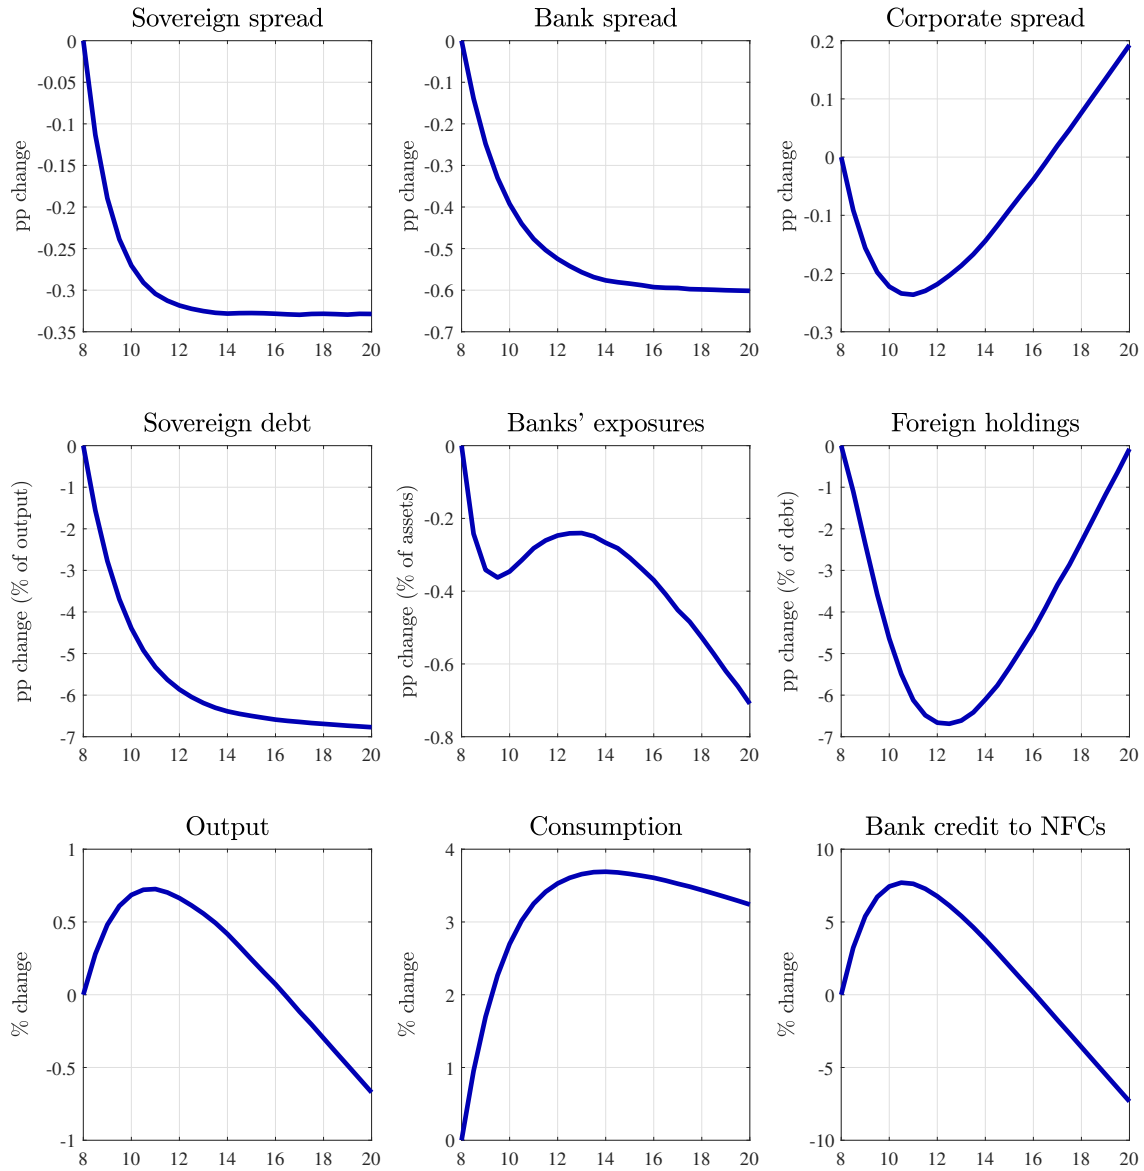 Sovereign spread
pp change
0
-0.05
-0.1
-0.15
-0.2
-0.25
-0.3
-0.35
8 10 12 14 16 18 20
Bank spread
pp change
0
-0.1
-0.2
-0.3
-0.4
-0.5
-0.6
-0.7
8 10 12 14 16 18 20
Corporate spread
pp change
0.2
0.1
0
-0.1
-0.2
-0.3
8 10 12 14 16 18 20
Sovereign debt
pp change (% of output)
0
-1
-2
-3
-4
-5
-6
-7
8 10 12 14 16 18 20
Banks' exposures
pp change (% of assets)
0
-0.2
-0.4
-0.6
-0.8
8 10 12 14 16 18 20
Foreign holdings
pp change (% of debt)
0
-1
-2
-3
-4
-5
-6
-7
8 10 12 14 16 18 20
Output
% change
1
0.5
0
-0.5
-1
8 10 12 14 16 18 20
Consumption
% change
4
3
2
1
0
8 10 12 14 16 18 20
Bank credit to NFCs
% change
10
5
0
-5
-10
8 10 12 14 16 18 20